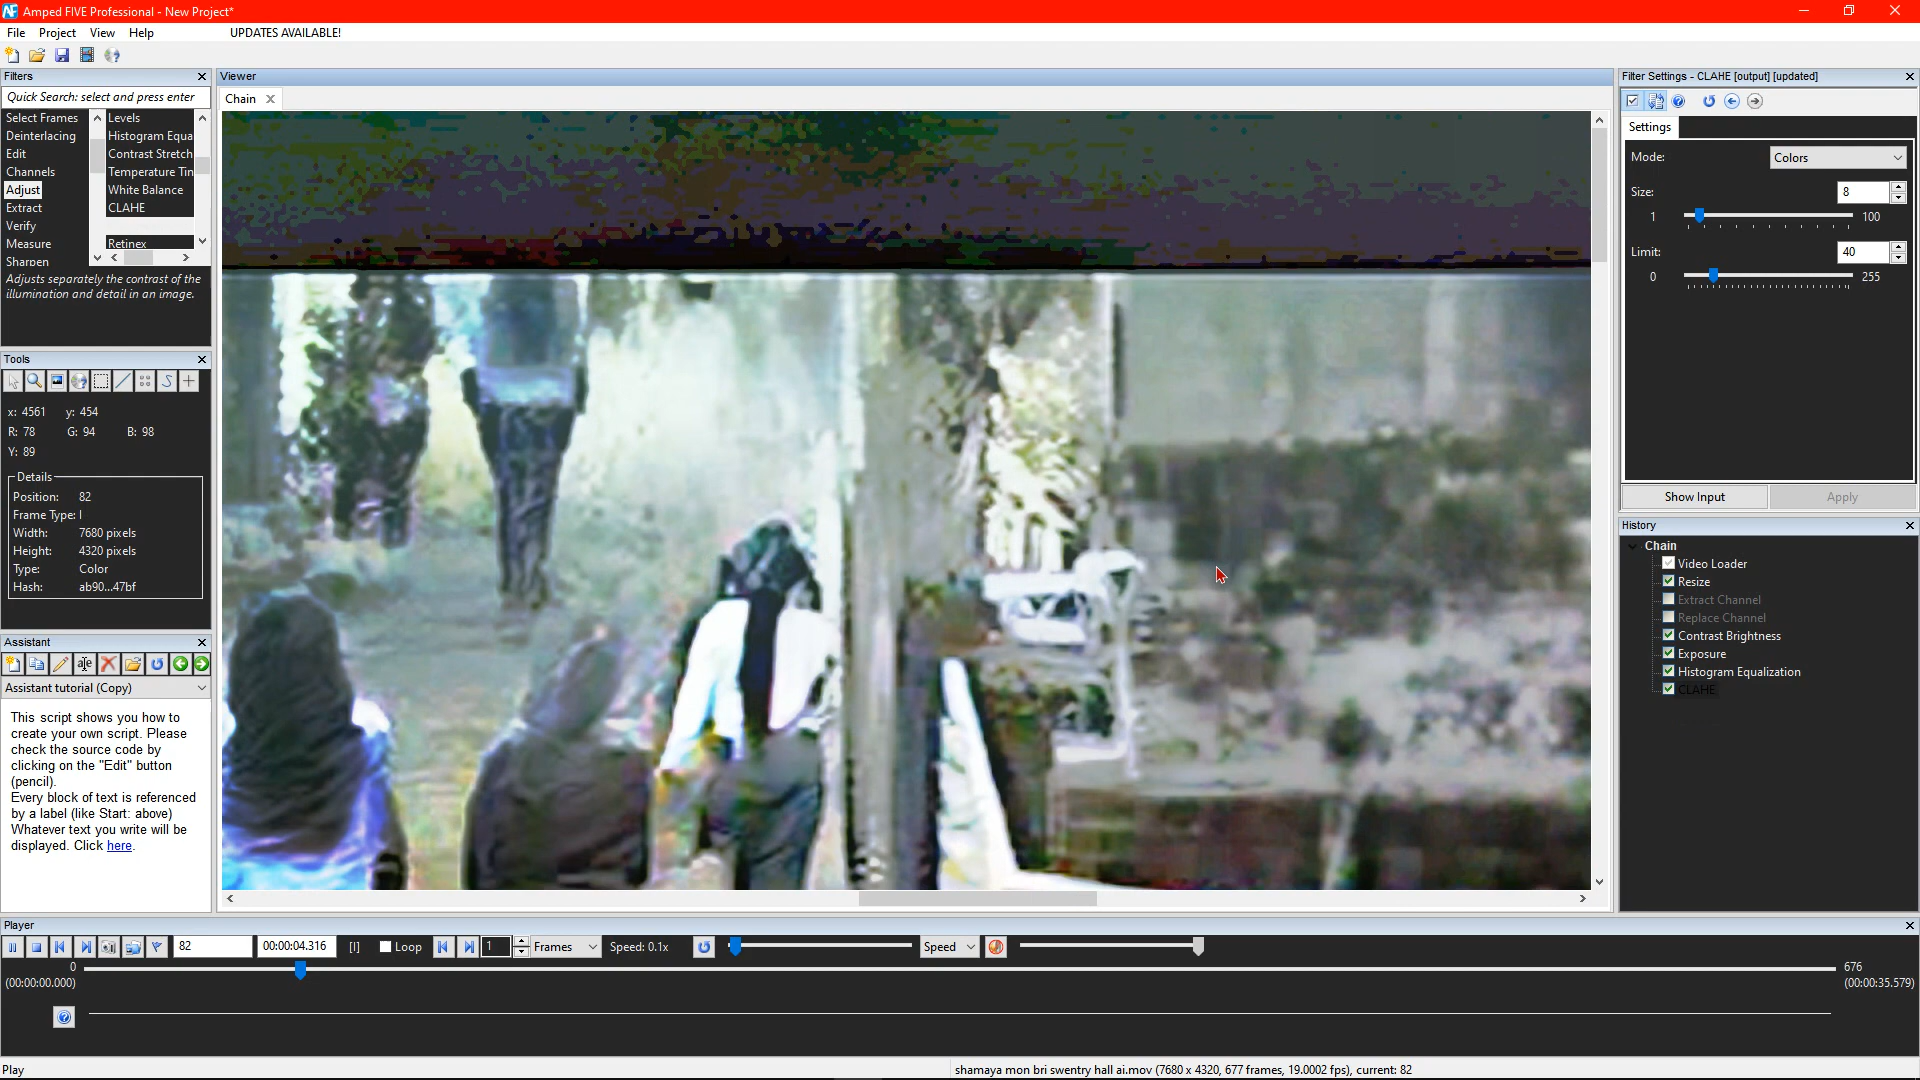 Amped FIVE Professional - New Project*
File Project View Help UPDATES AVAILABLE!
Filters
Quick Search: select and press enter
Select Frames
Deinterlacing
Edit
Channels
Adjust
Extract
Verify
Measure
Sharpen
Levels
Histogram Equa
Contrast Stretch
Temperature Tin
White Balance
CLAHE
Retinex
Adjusts separately the contrast of the
illumination and detail in an image.
Tools
x: 4561 y: 454
R: 78 G: 94 B: 98
Y: 89
Details
Position: 82
Frame Type: I
Width: 7680 pixels
Height: 4320 pixels
Type: Color
Hash: ab90...47bf
Assistant
Assistant tutorial (Copy)
This script shows you how to
create your own script. Please
check the source code by
clicking on the "Edit" button
(pencil).
Every block of text is referenced
by a label (like Start: above)
Whatever text you write will be
displayed. Click here.
Viewer
Chain
Filter Settings - CLAHE [output] [updated]
Settings
Mode: Colors
Size: 8
1 100
Limit: 40
0 255
Show Input Apply
History
Chain
Video Loader
Resize
Extract Channel
Replace Channel
Contrast Brightness
Exposure
Histogram Equalization
CLAHE
Player
82 00:00:04.316 [I] Loop 1 Frames Speed: 0.1x Speed
0 676
(00:00:00.000) (00:00:35.579)
Play shamaya mon bri swentry hall ai.mov (7680 x 4320, 677 frames, 19.0002 fps), current: 82